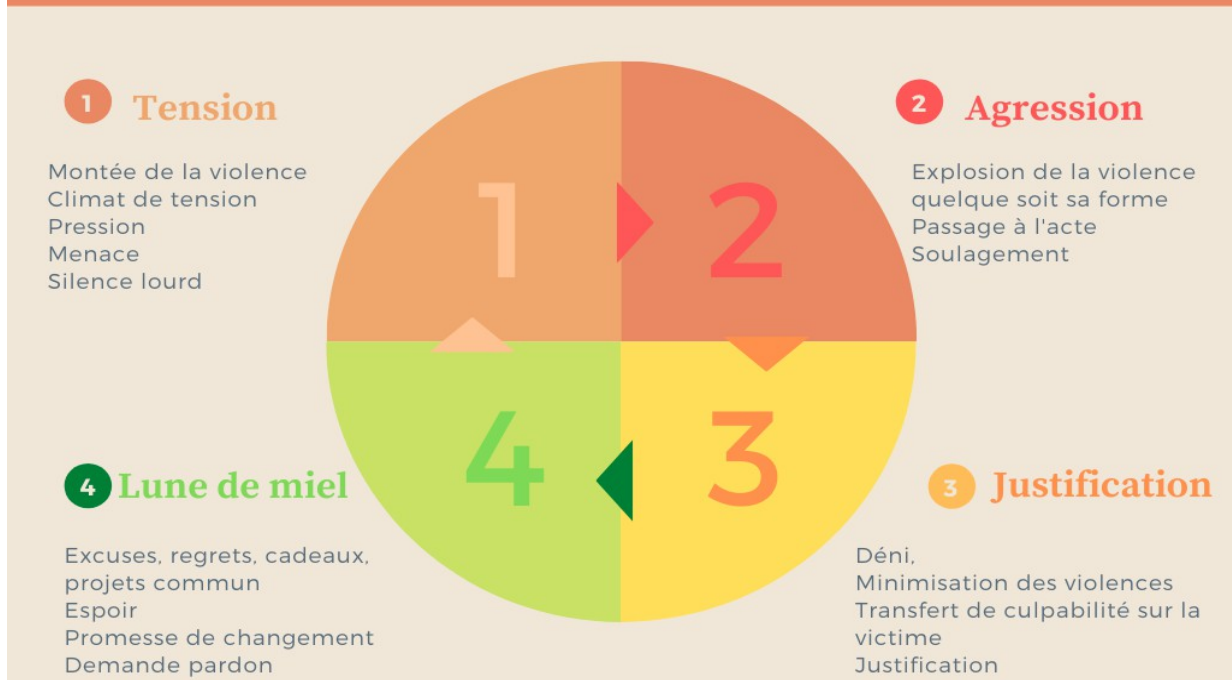 1 Tension
Montée de la violence
Climat de tension
Pression
Menace
Silence lourd
2 Agression
Explosion de la violence
quelque soit sa forme
Passage à l'acte
Soulagement
1
2
4
3
4 Lune de miel
Excuses, regrets, cadeaux,
projets commun
Espoir
Promesse de changement
Demande pardon
3 Justification
Déni,
Minimisation des violences
Transfert de culpabilité sur la
victime
Justification